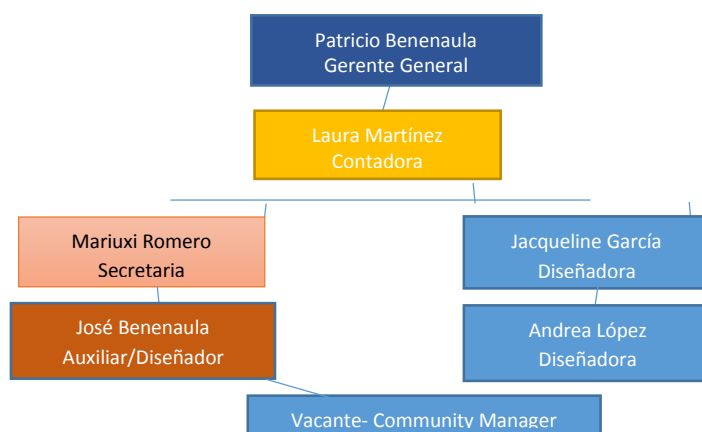 Patricio Benenaula
Gerente General
Laura Martínez
Contadora
Mariuxi Romero
Secretaria
Jacqueline García
Diseñadora
José Benenaula
Auxiliar/Diseñador
Andrea López
Diseñadora
Vacante- Community Manager